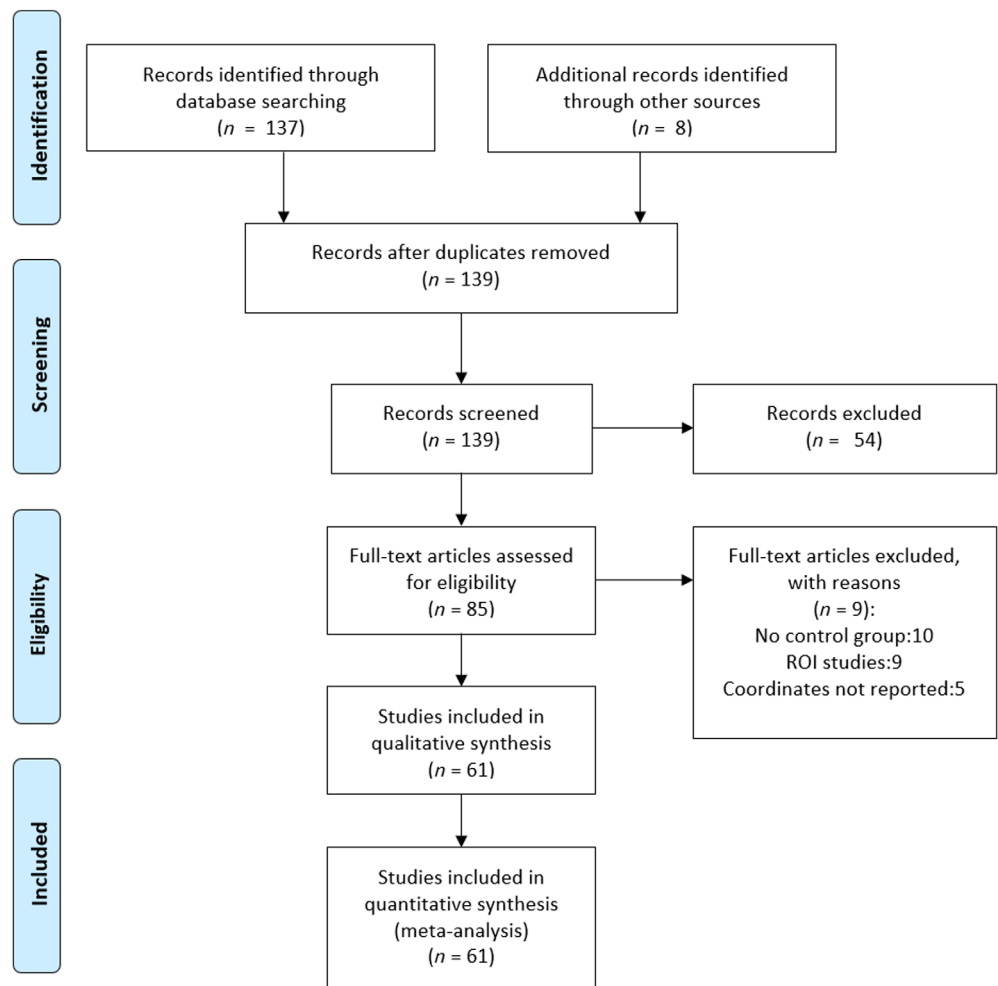 Identification
Records identified through
database searching
(n = 137)
Additional records identified
through other sources
(n = 8)
Records after duplicates removed
(n = 139)
Screening
Records screened
(n = 139)
Records excluded
(n = 54)
Eligibility
Full-text articles assessed
for eligibility
(n = 85)
Full-text articles excluded,
with reasons
(n = 9):
No control group:10
ROI studies:9
Coordinates not reported:5
Studies included in
qualitative synthesis
(n = 61)
Included
Studies included in
quantitative synthesis
(meta-analysis)
(n = 61)